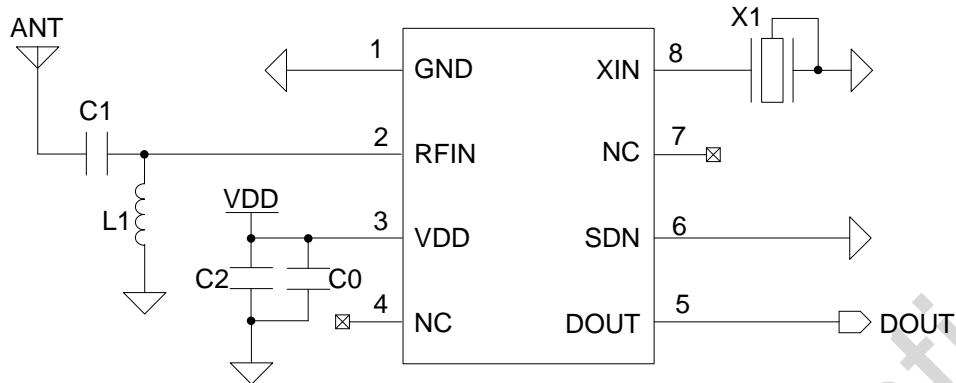 ANT
X1
1
GND
XIN
8
C1
2
RFIN
NC
7
L1
VDD
3
VDD
SDN
6
C2
C0
4
NC
DOUT
5
DOUT